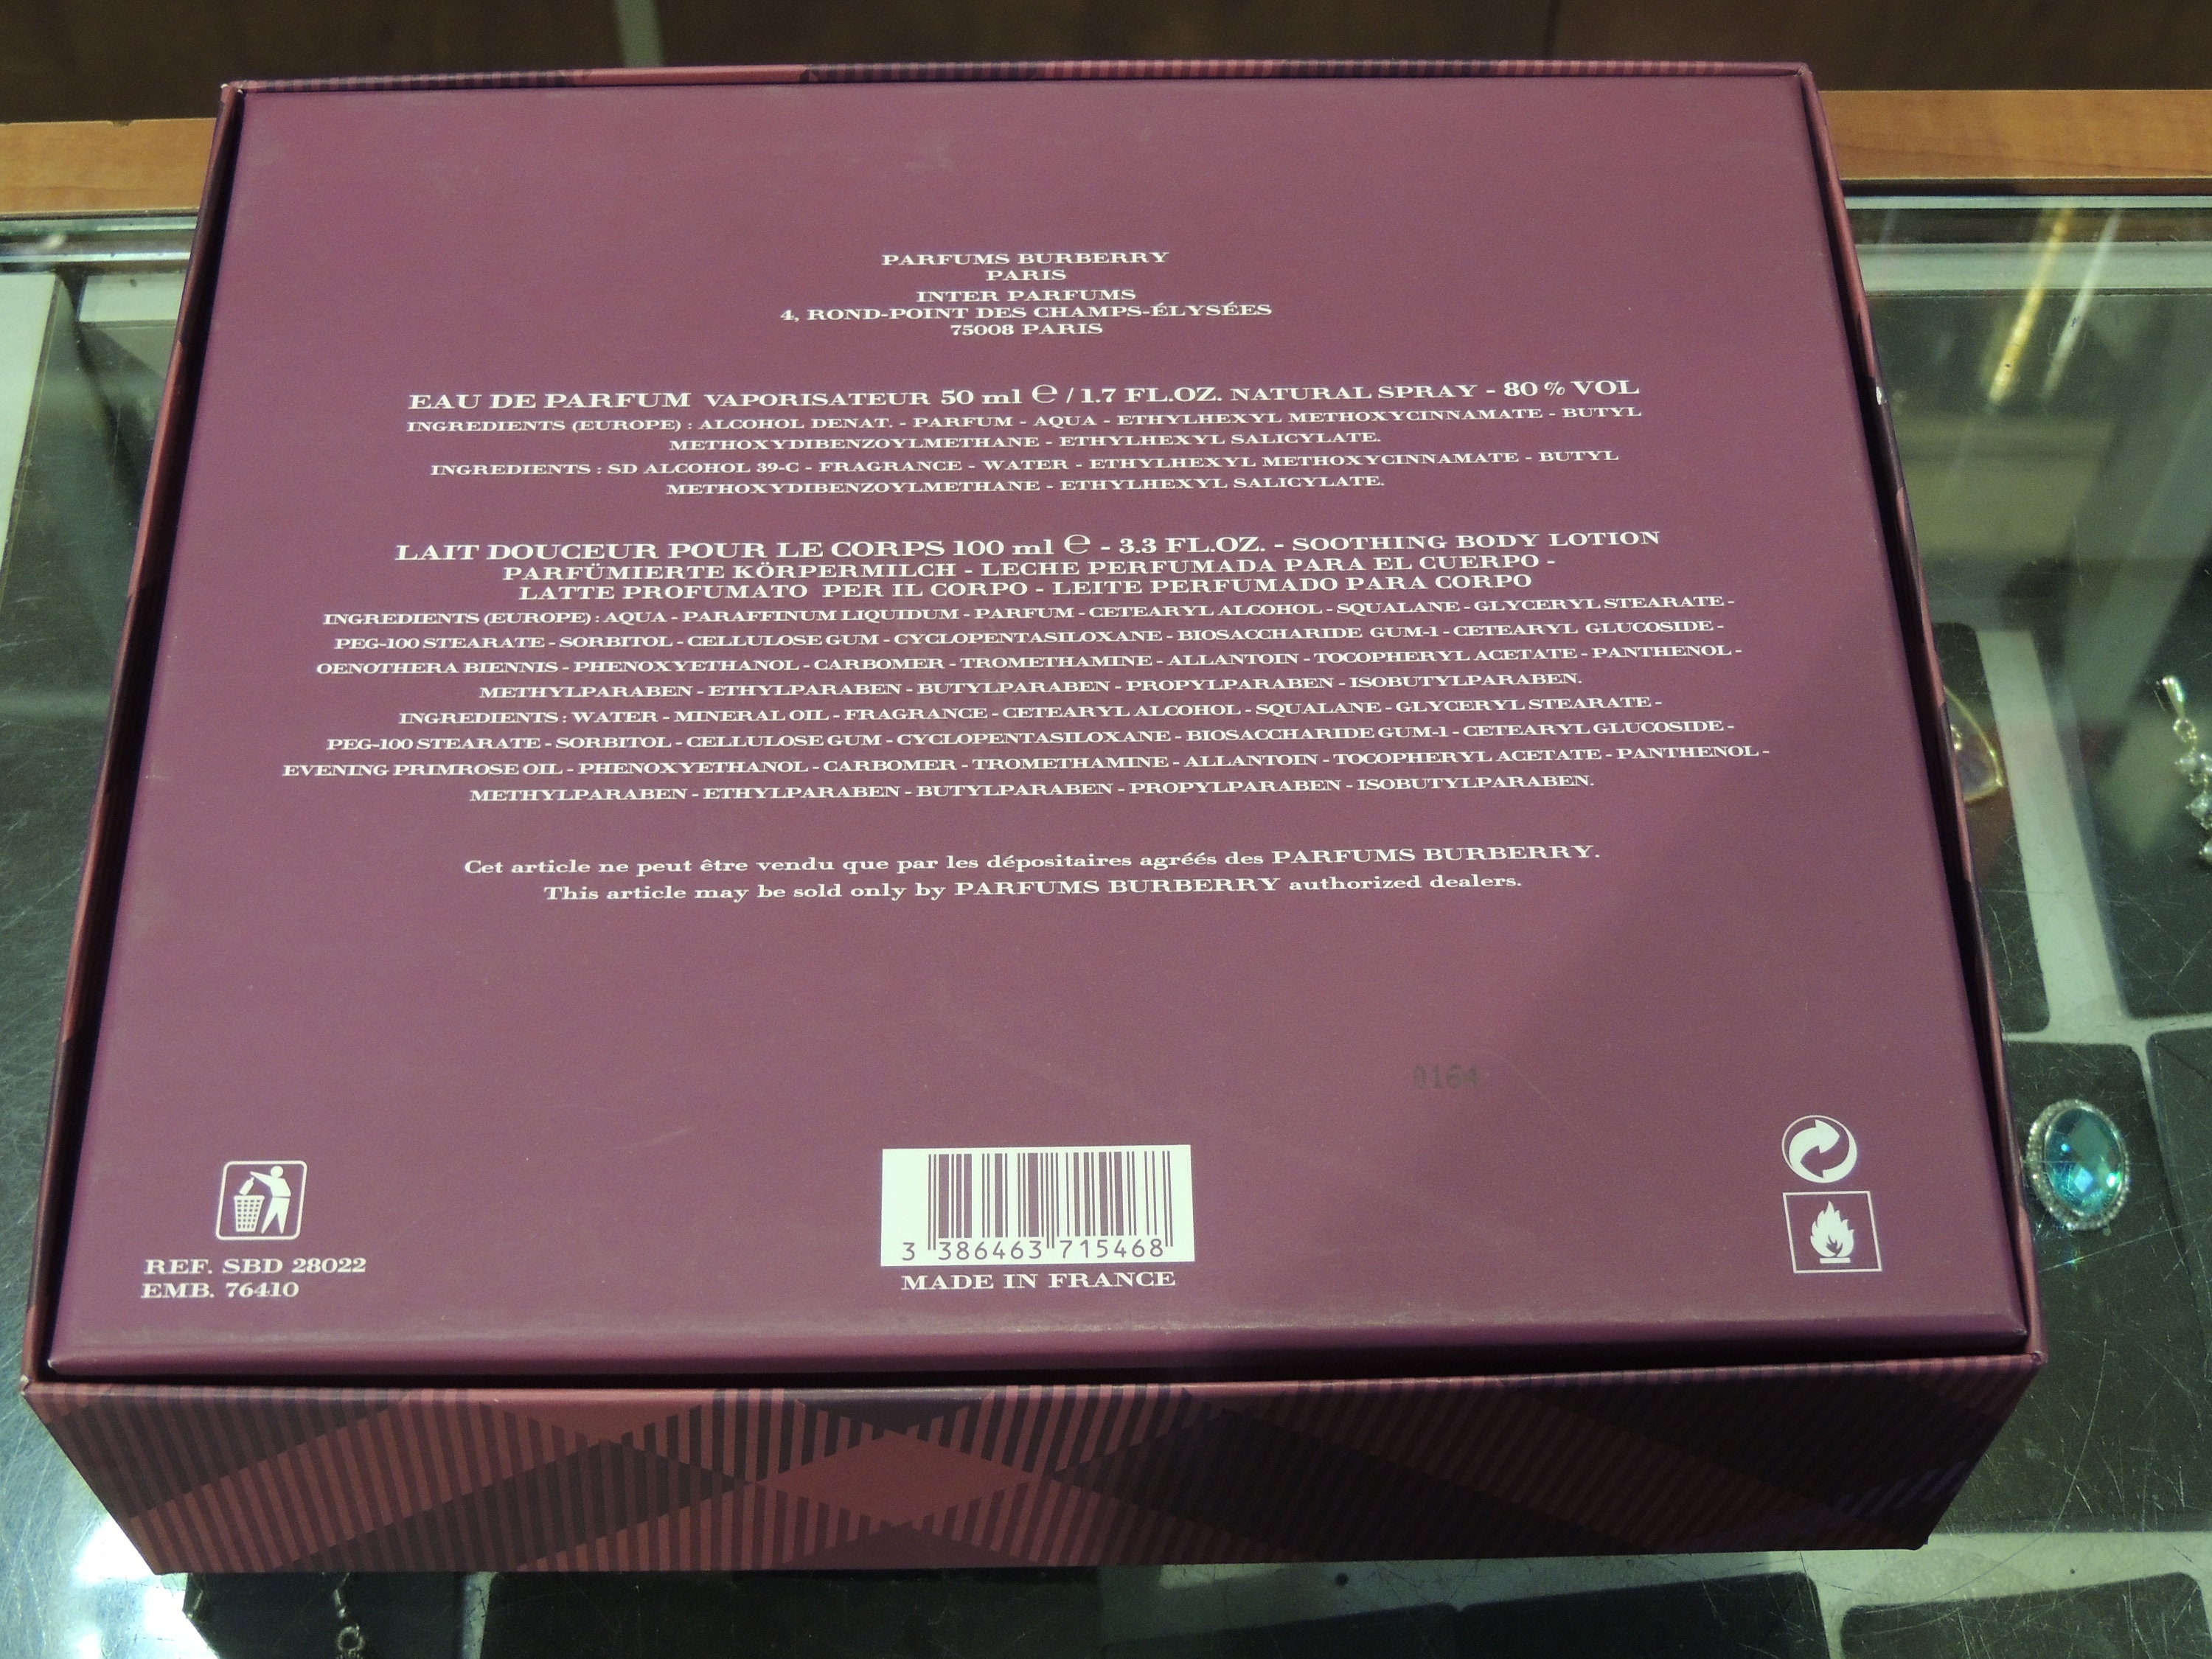 PARFUMS BURBERRY
PARIS
INTER PARFUMS
4, ROND-POINT DES CHAMPS-ÉLYSÉES
75008 PARIS
EAU DE PARFUM VAPORISATEUR 50 ml ℮ / 1.7 FL.OZ. NATURAL SPRAY - 80 % VOL
INGREDIENTS (EUROPE) : ALCOHOL DENAT. - PARFUM - AQUA - ETHYLHEXYL METHOXYCINNAMATE - BUTYL
METHOXYDIBENZOYLMETHANE - ETHYLHEXYL SALICYLATE.
INGREDIENTS : SD ALCOHOL 39-C - FRAGRANCE - WATER - ETHYLHEXYL METHOXYCINNAMATE - BUTYL
METHOXYDIBENZOYLMETHANE - ETHYLHEXYL SALICYLATE.
LAIT DOUCEUR POUR LE CORPS 100 ml ℮ - 3.3 FL.OZ. - SOOTHING BODY LOTION
PARFÜMIERTE KÖRPERMILCH - LECHE PERFUMADA PARA EL CUERPO -
LATTE PROFUMATO PER IL CORPO - LEITE PERFUMADO PARA CORPO
INGREDIENTS (EUROPE) : AQUA - PARAFFINUM LIQUIDUM - PARFUM - CETEARYL ALCOHOL - SQUALANE - GLYCERYL STEARATE -
PEG-100 STEARATE - SORBITOL - CELLULOSE GUM - CYCLOPENTASILOXANE - BIOSACCHARIDE GUM-1 - CETEARYL GLUCOSIDE -
OENOTHERA BIENNIS - PHENOXYETHANOL - CARBOMER - TROMETHAMINE - ALLANTOIN - TOCOPHERYL ACETATE - PANTHENOL -
METHYLPARABEN - ETHYLPARABEN - BUTYLPARABEN - PROPYLPARABEN - ISOBUTYLPARABEN.
INGREDIENTS : WATER - MINERAL OIL - FRAGRANCE - CETEARYL ALCOHOL - SQUALANE - GLYCERYL STEARATE -
PEG-100 STEARATE - SORBITOL - CELLULOSE GUM - CYCLOPENTASILOXANE - BIOSACCHARIDE GUM-1 - CETEARYL GLUCOSIDE -
EVENING PRIMROSE OIL - PHENOXYETHANOL - CARBOMER - TROMETHAMINE - ALLANTOIN - TOCOPHERYL ACETATE - PANTHENOL -
METHYLPARABEN - ETHYLPARABEN - BUTYLPARABEN - PROPYLPARABEN - ISOBUTYLPARABEN.
Cet article ne peut être vendu que par les dépositaires agréés des PARFUMS BURBERRY.
This article may be sold only by PARFUMS BURBERRY authorized dealers.
0164
3 386463 715468
MADE IN FRANCE
REF. SBD 28022
EMB. 76410